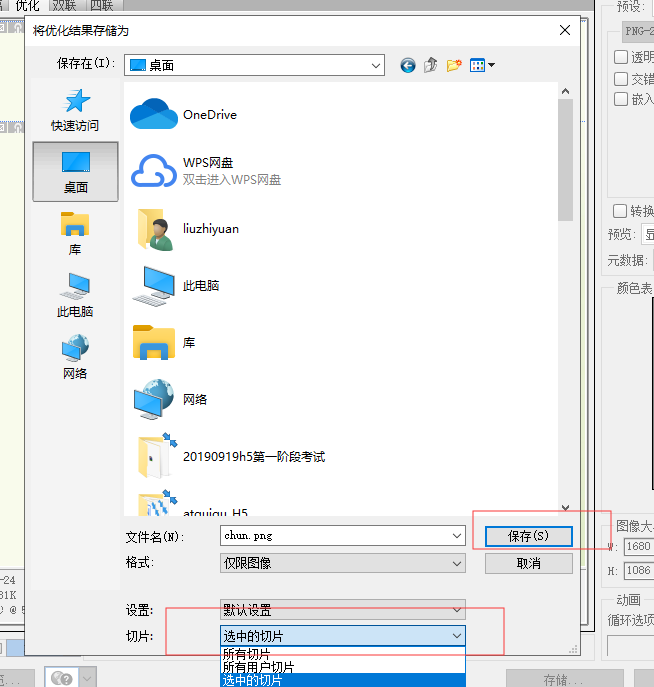 优化 双联 四联
预设:
将优化结果存储为
PNG-2
保存在(I): 桌面
透明
交错
嵌入
OneDrive
快速访问
WPS网盘
双击进入WPS网盘
桌面
liuzhiyuan
转换
预览:
库
此电脑
元数据:
颜色表
此电脑
库
网络
网络
20190919h5第一阶段考试
atguigu_H5
文件名(N): chun.png 保存(S)
图像大
W: 1680
格式: 仅限图像 取消
H: 1086
-24
81K
动画
设置: 默认设置
循环选项
切片: 选中的切片
所有切片
所有用户切片
选中的切片
存储...